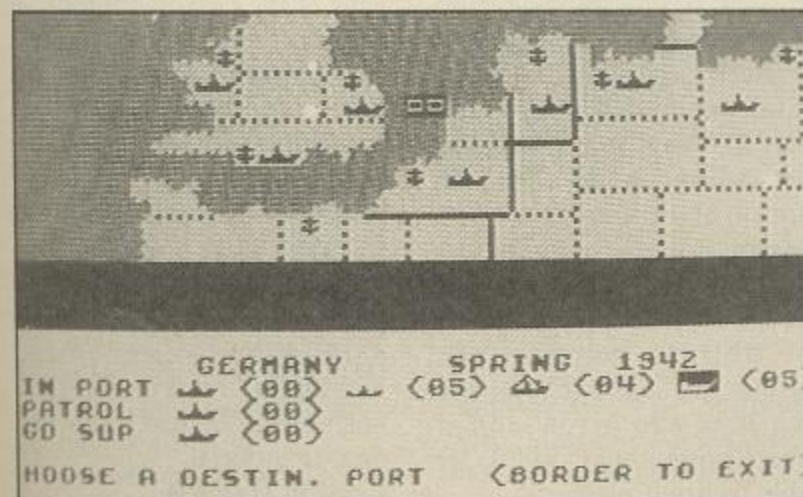 GERMANY SPRING 1942
IN PORT (00) (05) (04) (05
PATROL (00)
GD SUP (00)
HOOSE A DESTIN. PORT (BORDER TO EXIT)